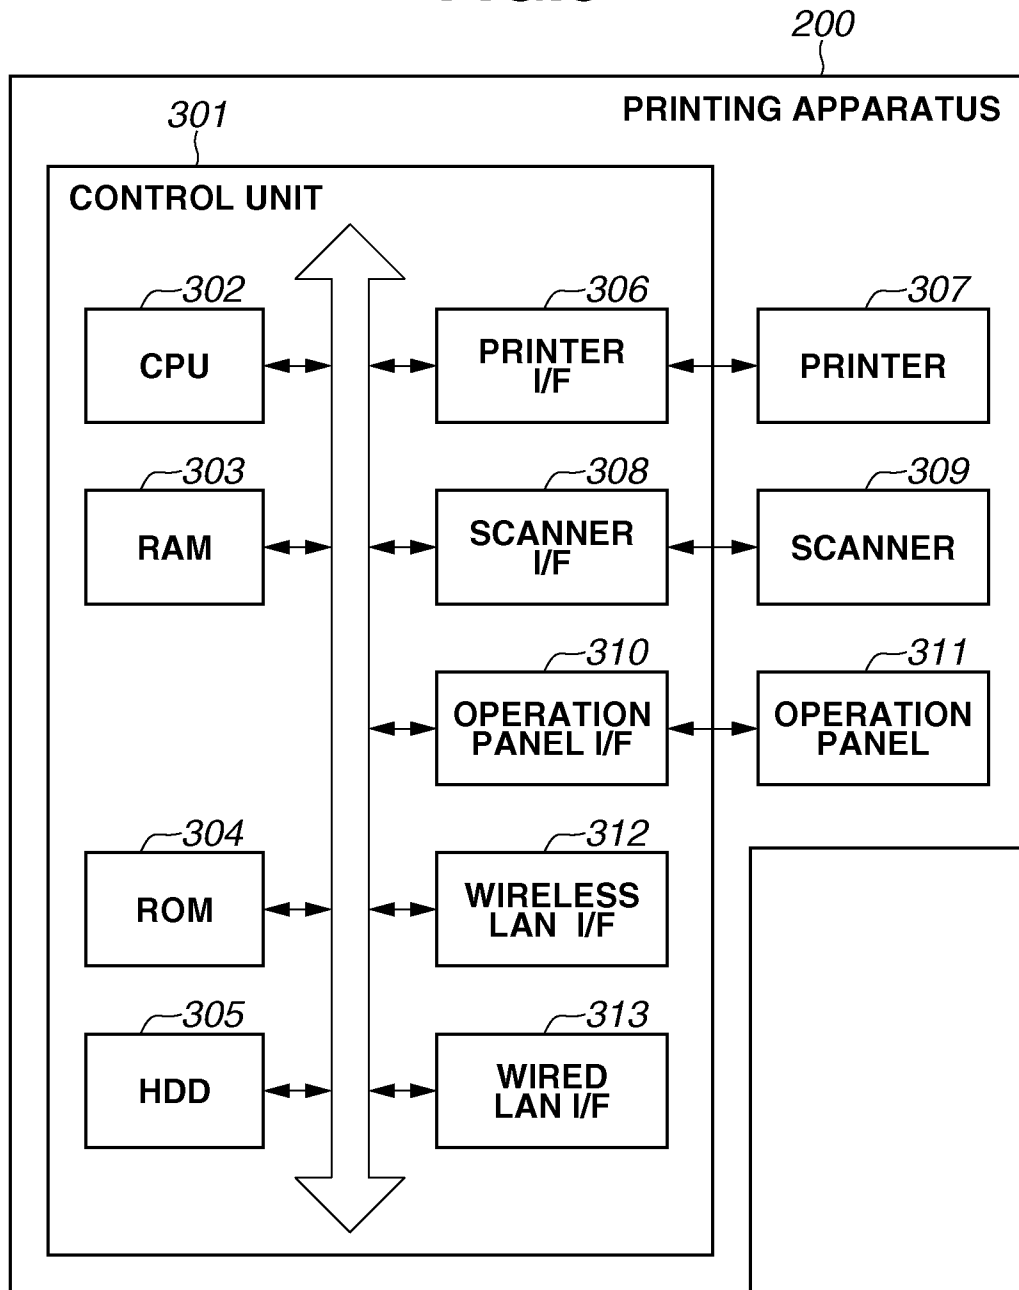 200
PRINTING APPARATUS
301
CONTROL UNIT
302
CPU
306
PRINTER
I/F
307
PRINTER
303
RAM
308
SCANNER
I/F
309
SCANNER
310
OPERATION
PANEL I/F
311
OPERATION
PANEL
304
ROM
312
WIRELESS
LAN I/F
305
HDD
313
WIRED
LAN I/F